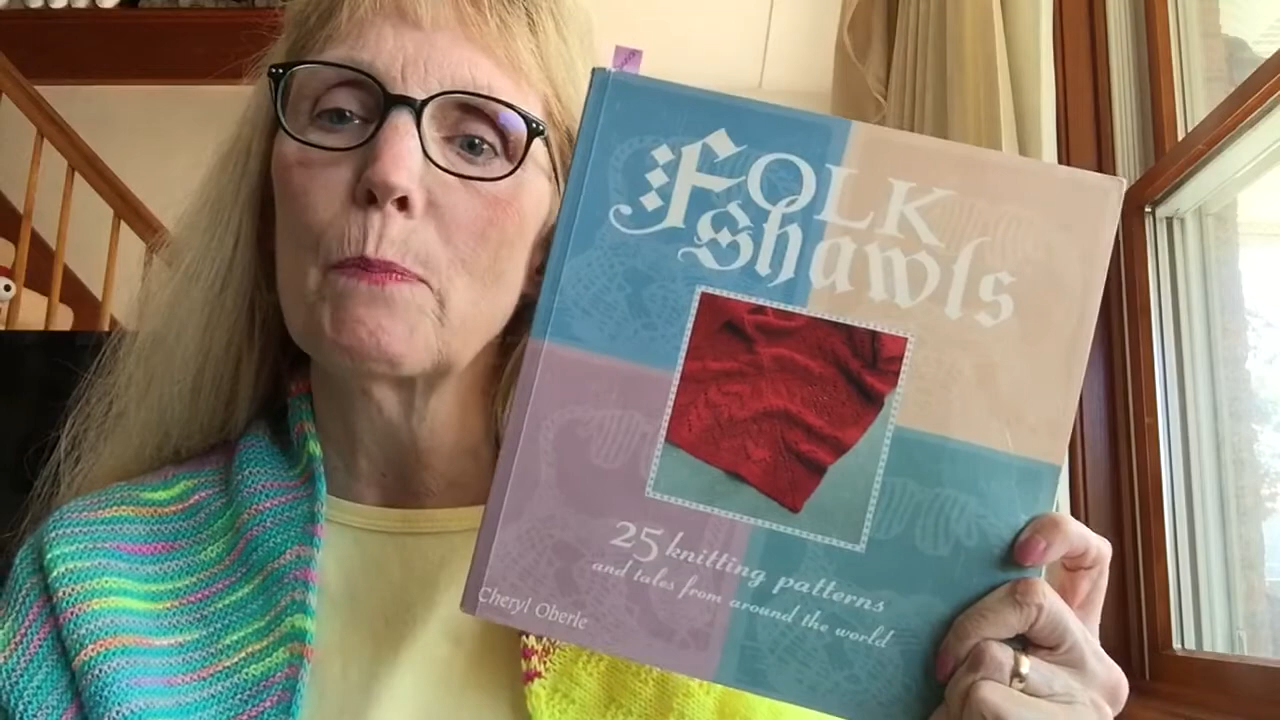 Folk
Shawls
25 knitting patterns
and tales from around the world
Cheryl Oberle